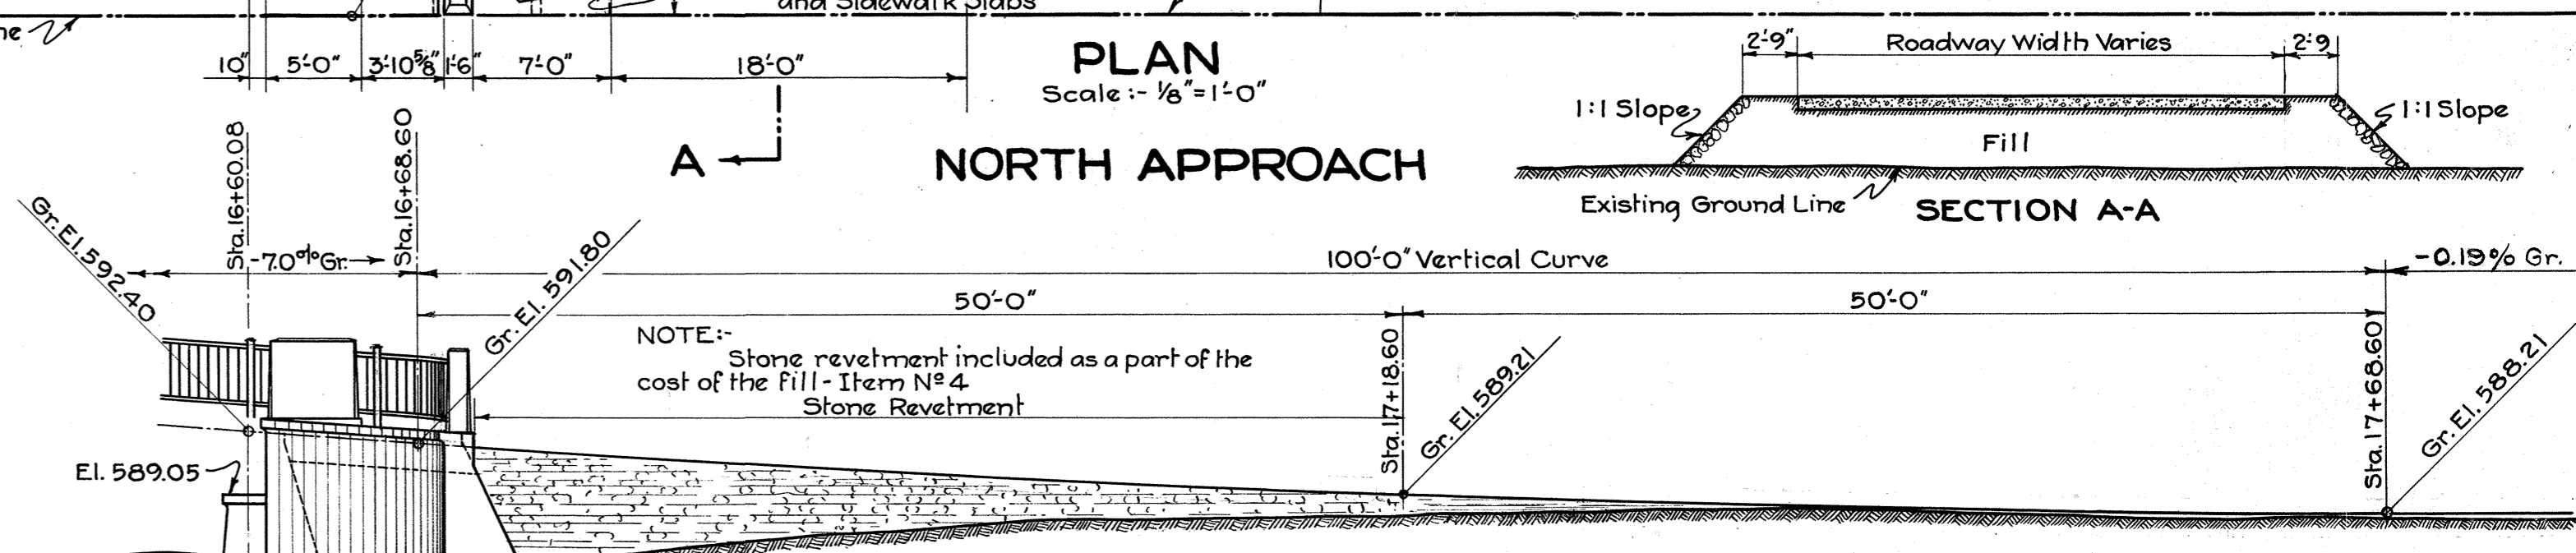 and Sidewalk Slabs
ne
10" 5'-0" 3'-10⅝" 1'-6" 7'-0" 18'-0"
PLAN
Scale:- ⅛"=1'-0"
A
NORTH APPROACH
2'-9" Roadway Width Varies 2'-9
1:1 Slope
1:1 Slope
Fill
Existing Ground Line
SECTION A-A
Sta.16+60.08
Sta.16+68.60
Gr. El. 592.40
-7.0% Gr.
Gr. El. 591.80
100'-0" Vertical Curve
-0.19% Gr.
50'-0"
50'-0"
NOTE:-
Stone revetment included as a part of the
cost of the fill - Item Nº 4
Stone Revetment
Sta.17+18.60
Gr. El. 589.21
Sta.17+68.60
Gr. El. 588.21
El. 589.05